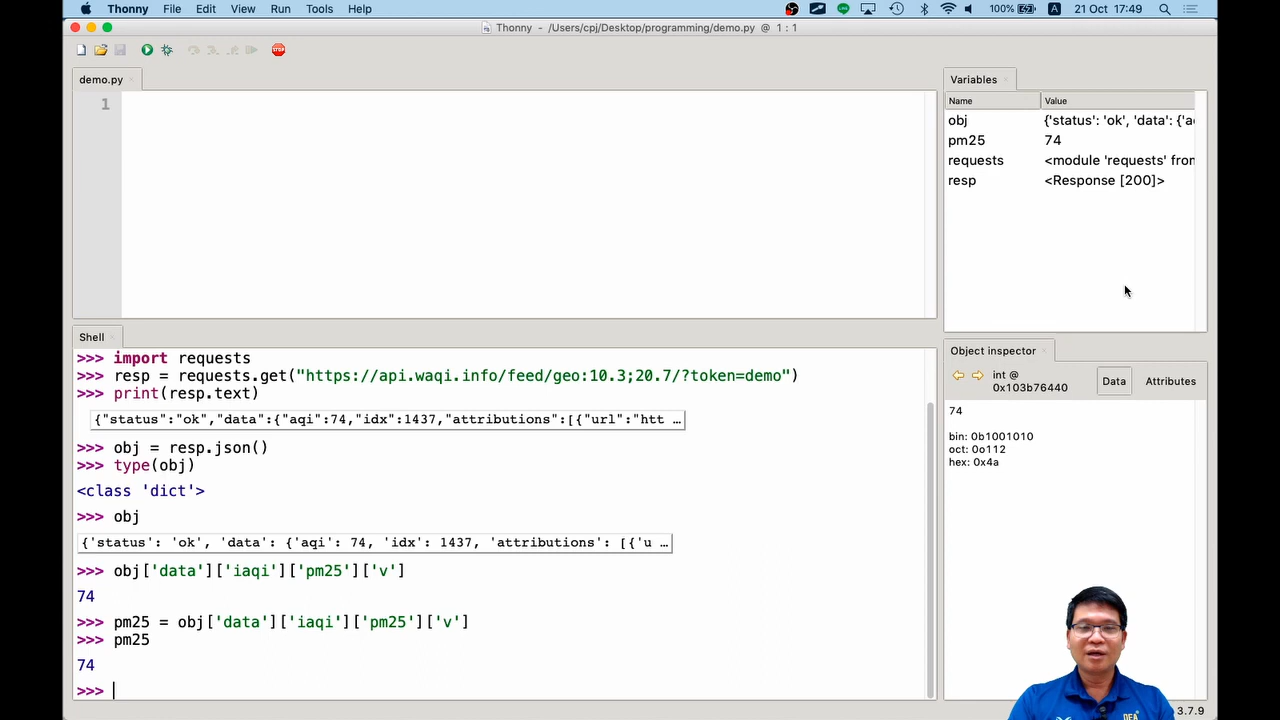 Thonny File Edit View Run Tools Help 100% A 21 Oct 17:49
Thonny - /Users/cpj/Desktop/programming/demo.py @ 1 : 1
STOP
demo.py
1
Variables
Name Value
obj {'status': 'ok', 'data': {'a
pm25 74
requests <module 'requests' from
resp <Response [200]>
Shell
>>> import requests
>>> resp = requests.get("https://api.waqi.info/feed/geo:10.3;20.7/?token=demo")
>>> print(resp.text)
{"status":"ok","data":{"aqi":74,"idx":1437,"attributions":[{"url":"htt …
>>> obj = resp.json()
>>> type(obj)
<class 'dict'>
>>> obj
{'status': 'ok', 'data': {'aqi': 74, 'idx': 1437, 'attributions': [{'u …
>>> obj['data']['iaqi']['pm25']['v']
74
>>> pm25 = obj['data']['iaqi']['pm25']['v']
>>> pm25
74
>>>
Object inspector
int @
0x103b76440
Data Attributes
74
bin: 0b1001010
oct: 0o112
hex: 0x4a
3.7.9